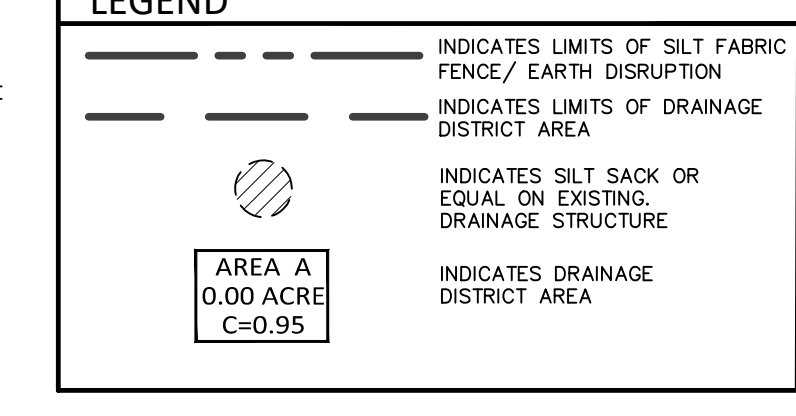 LEGEND
INDICATES LIMITS OF SILT FABRIC
FENCE/ EARTH DISRUPTION
INDICATES LIMITS OF DRAINAGE
DISTRICT AREA
INDICATES SILT SACK OR
EQUAL ON EXISTING.
DRAINAGE STRUCTURE
AREA A
0.00 ACRE
C=0.95
INDICATES DRAINAGE
DISTRICT AREA